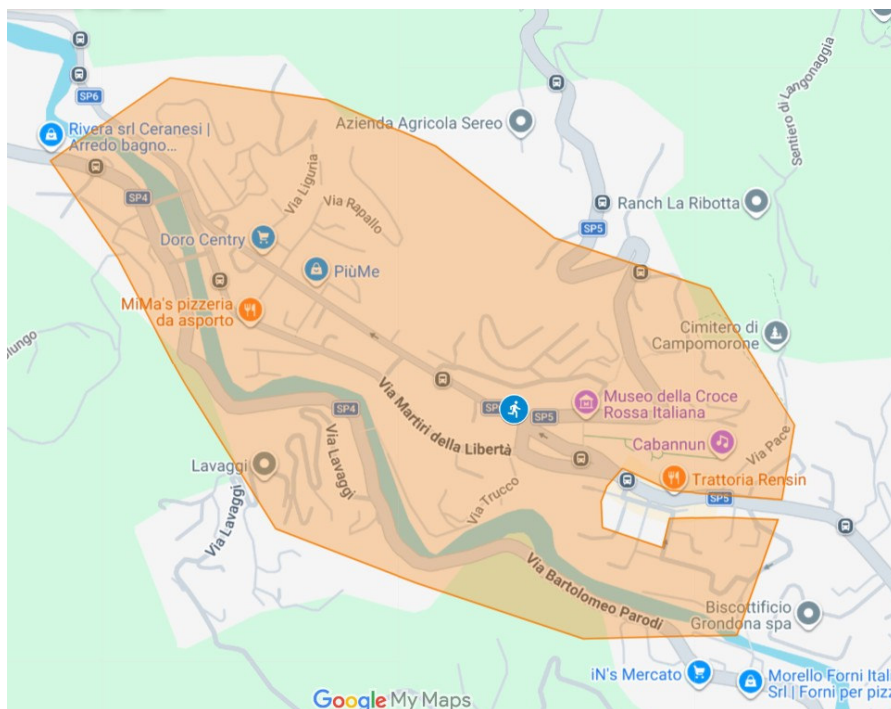 SP6
Rivera srl Ceranesi |
Arredo bagno...
SP4
Azienda Agricola Sereo
Sentiero di Langonaggia
Via Liguria
Via Rapallo
Ranch La Ribotta
SP5
Doro Centry
PiùMe
MiMa's pizzeria
da asporto
Cimitero di
Campomorone
Museo della Croce
Rossa Italiana
SP4
SP5
Via Martiri della Libertà
Via Lavaggi
Cabannun
Via Pace
Lavaggi
Trattoria Rensin
SP5
Via Trucco
Via Lavaggi
Via Bartolomeo Parodi
Biscottificio
Grondona spa
iN's Mercato
Morello Forni Ital
Srl | Forni per pizz
Google My Maps